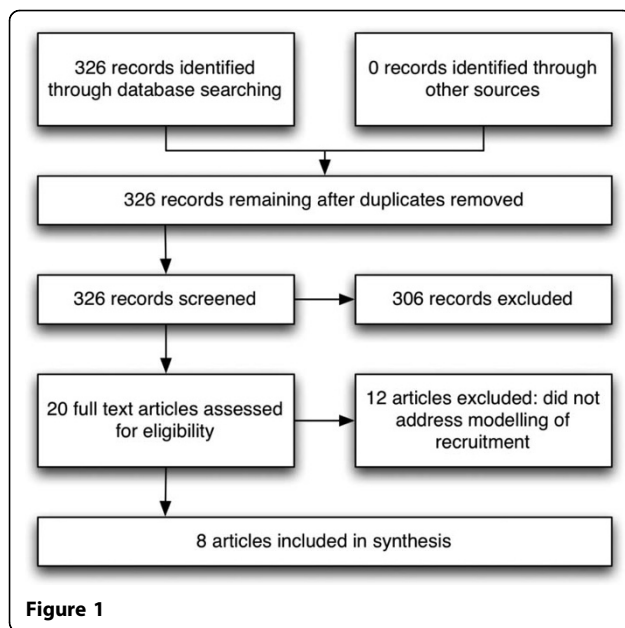 326 records identified
through database searching
0 records identified through
other sources
326 records remaining after duplicates removed
326 records screened
306 records excluded
20 full text articles assessed
for eligibility
12 articles excluded: did not
address modelling of
recruitment
8 articles included in synthesis
Figure 1